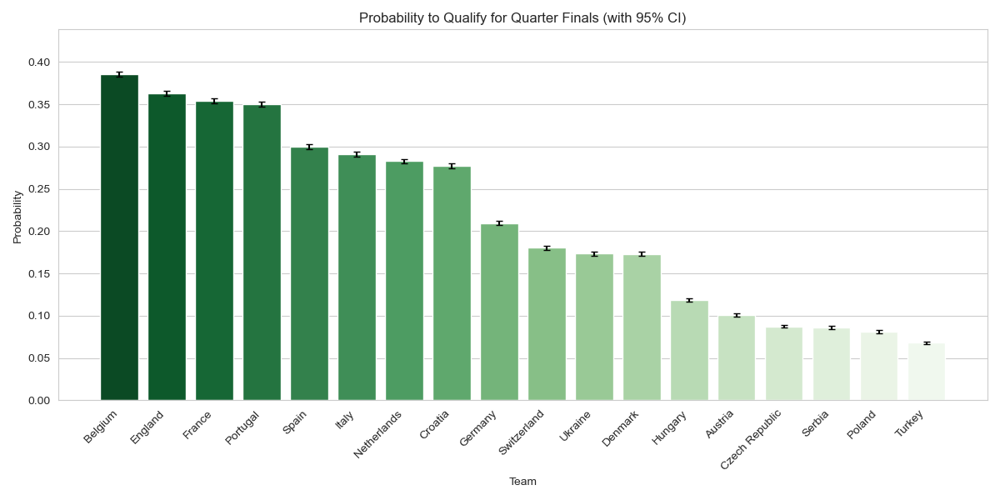 Probability to Qualify for Quarter Finals (with 95% CI)
0.40
0.35
0.30
0.25
0.20
0.15
0.10
0.05
0.00
Probability
Belgium
England
France
Portugal
Spain
Italy
Netherlands
Croatia
Germany
Switzerland
Ukraine
Denmark
Hungary
Austria
Czech Republic
Serbia
Poland
Turkey
Team